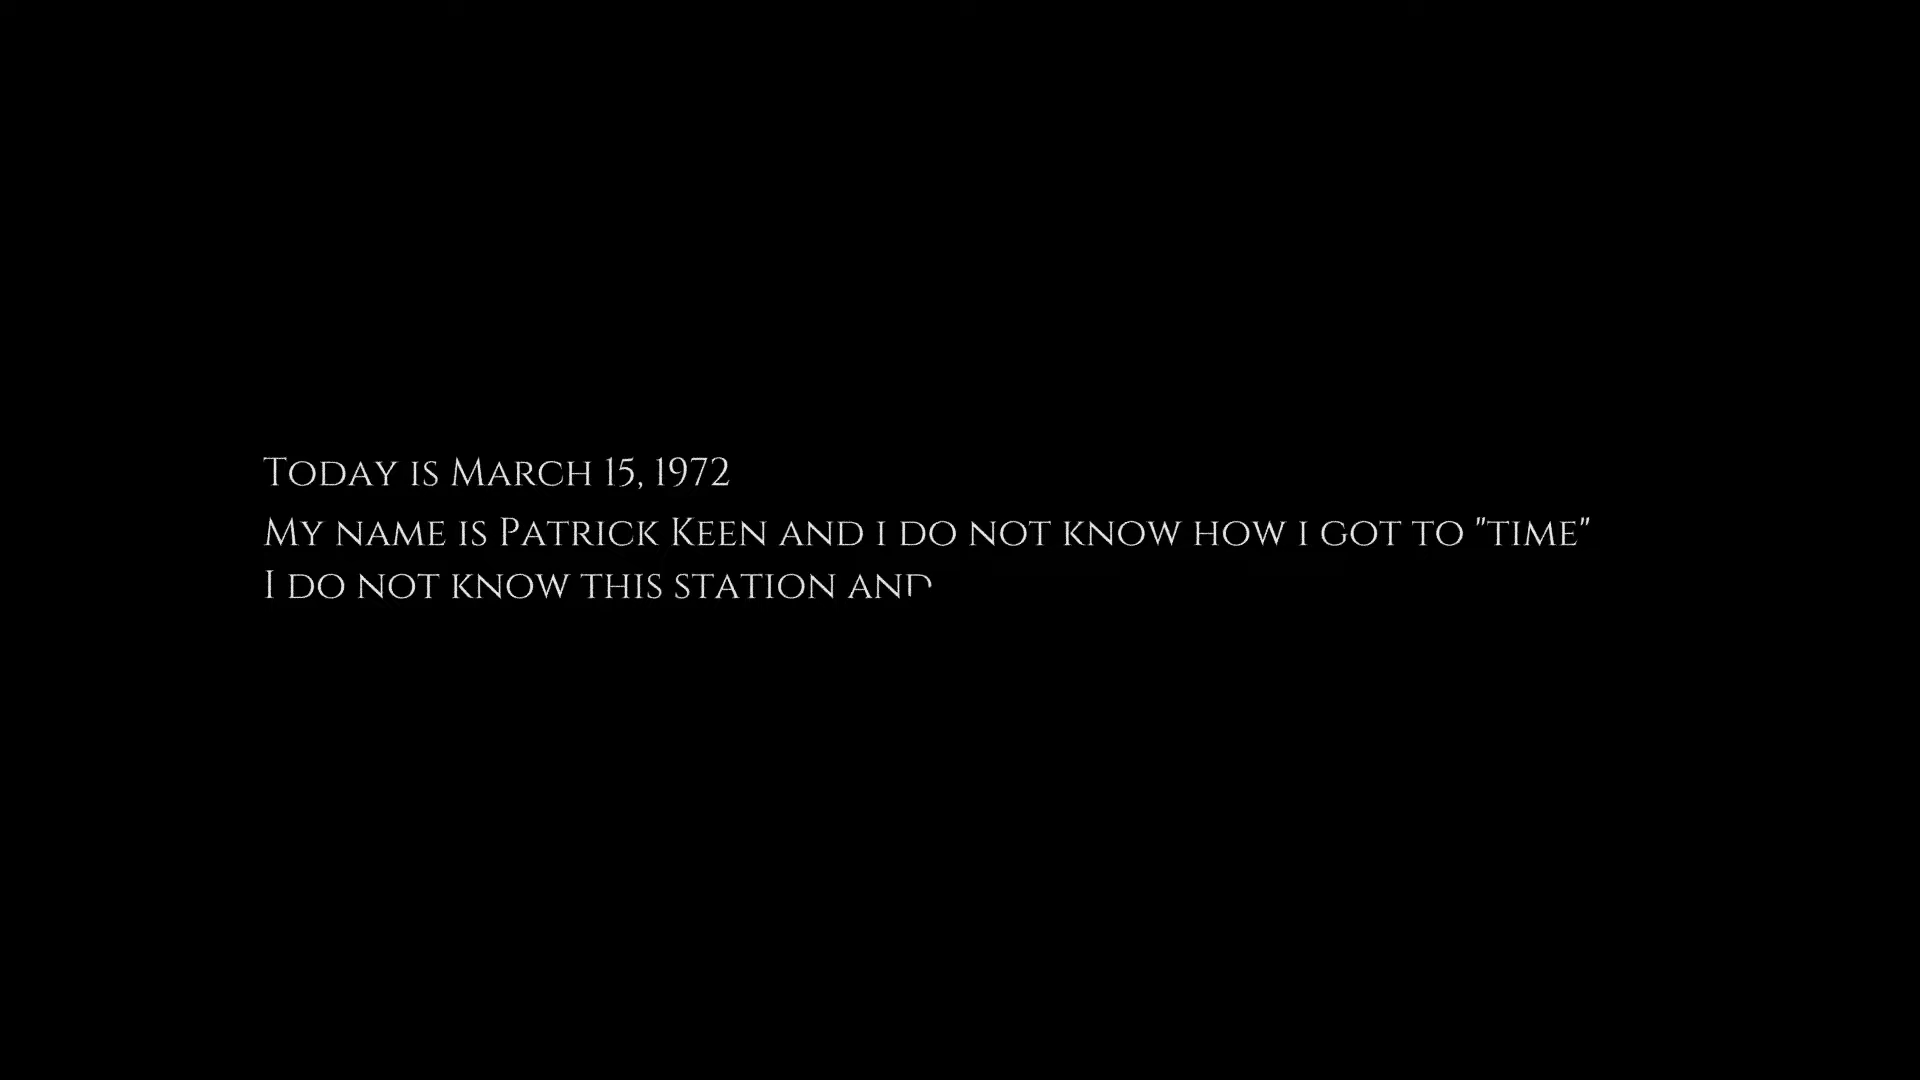 Today is March 15, 1972
My name is Patrick Keen and i do not know how i got to "time"
I do not know this station and